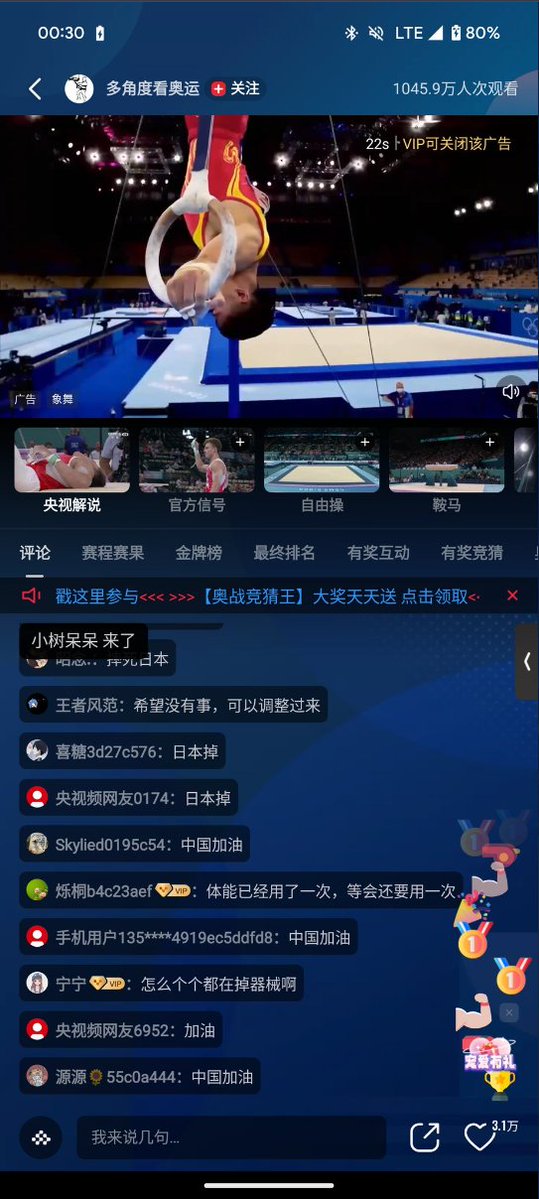 00:30
LTE
80%
多角度看奥运
关注
1045.9万人次观看
22s
VIP可关闭该广告
广告 象舞
央视解说
官方信号
自由操
鞍马
评论
赛程赛果
金牌榜
最终排名
有奖互动
有奖竞猜
戳这里参与<<< >>>【奥战竞猜王】大奖天天送 点击领取<
小树呆呆 来了
摔死日本
王者风范：希望没有事，可以调整过来
喜糖3d27c576：日本掉
央视频网友0174：日本掉
Skylied0195c54：中国加油
烁桐b4c23aef VIP：体能已经用了一次，等会还要用一次
手机用户135****4919ec5ddfd8：中国加油
宁宁 VIP：怎么个个都在掉器械啊
央视频网友6952：加油
源源🌻55c0a444：中国加油
宠爱有礼
我来说几句...
3.1万